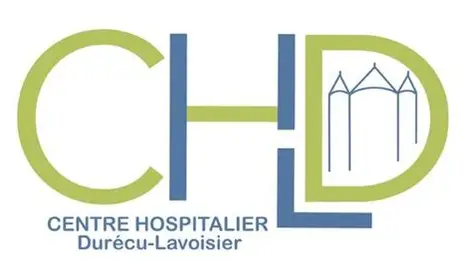 CHLD
CENTRE HOSPITALIER
Durécu-Lavoisier